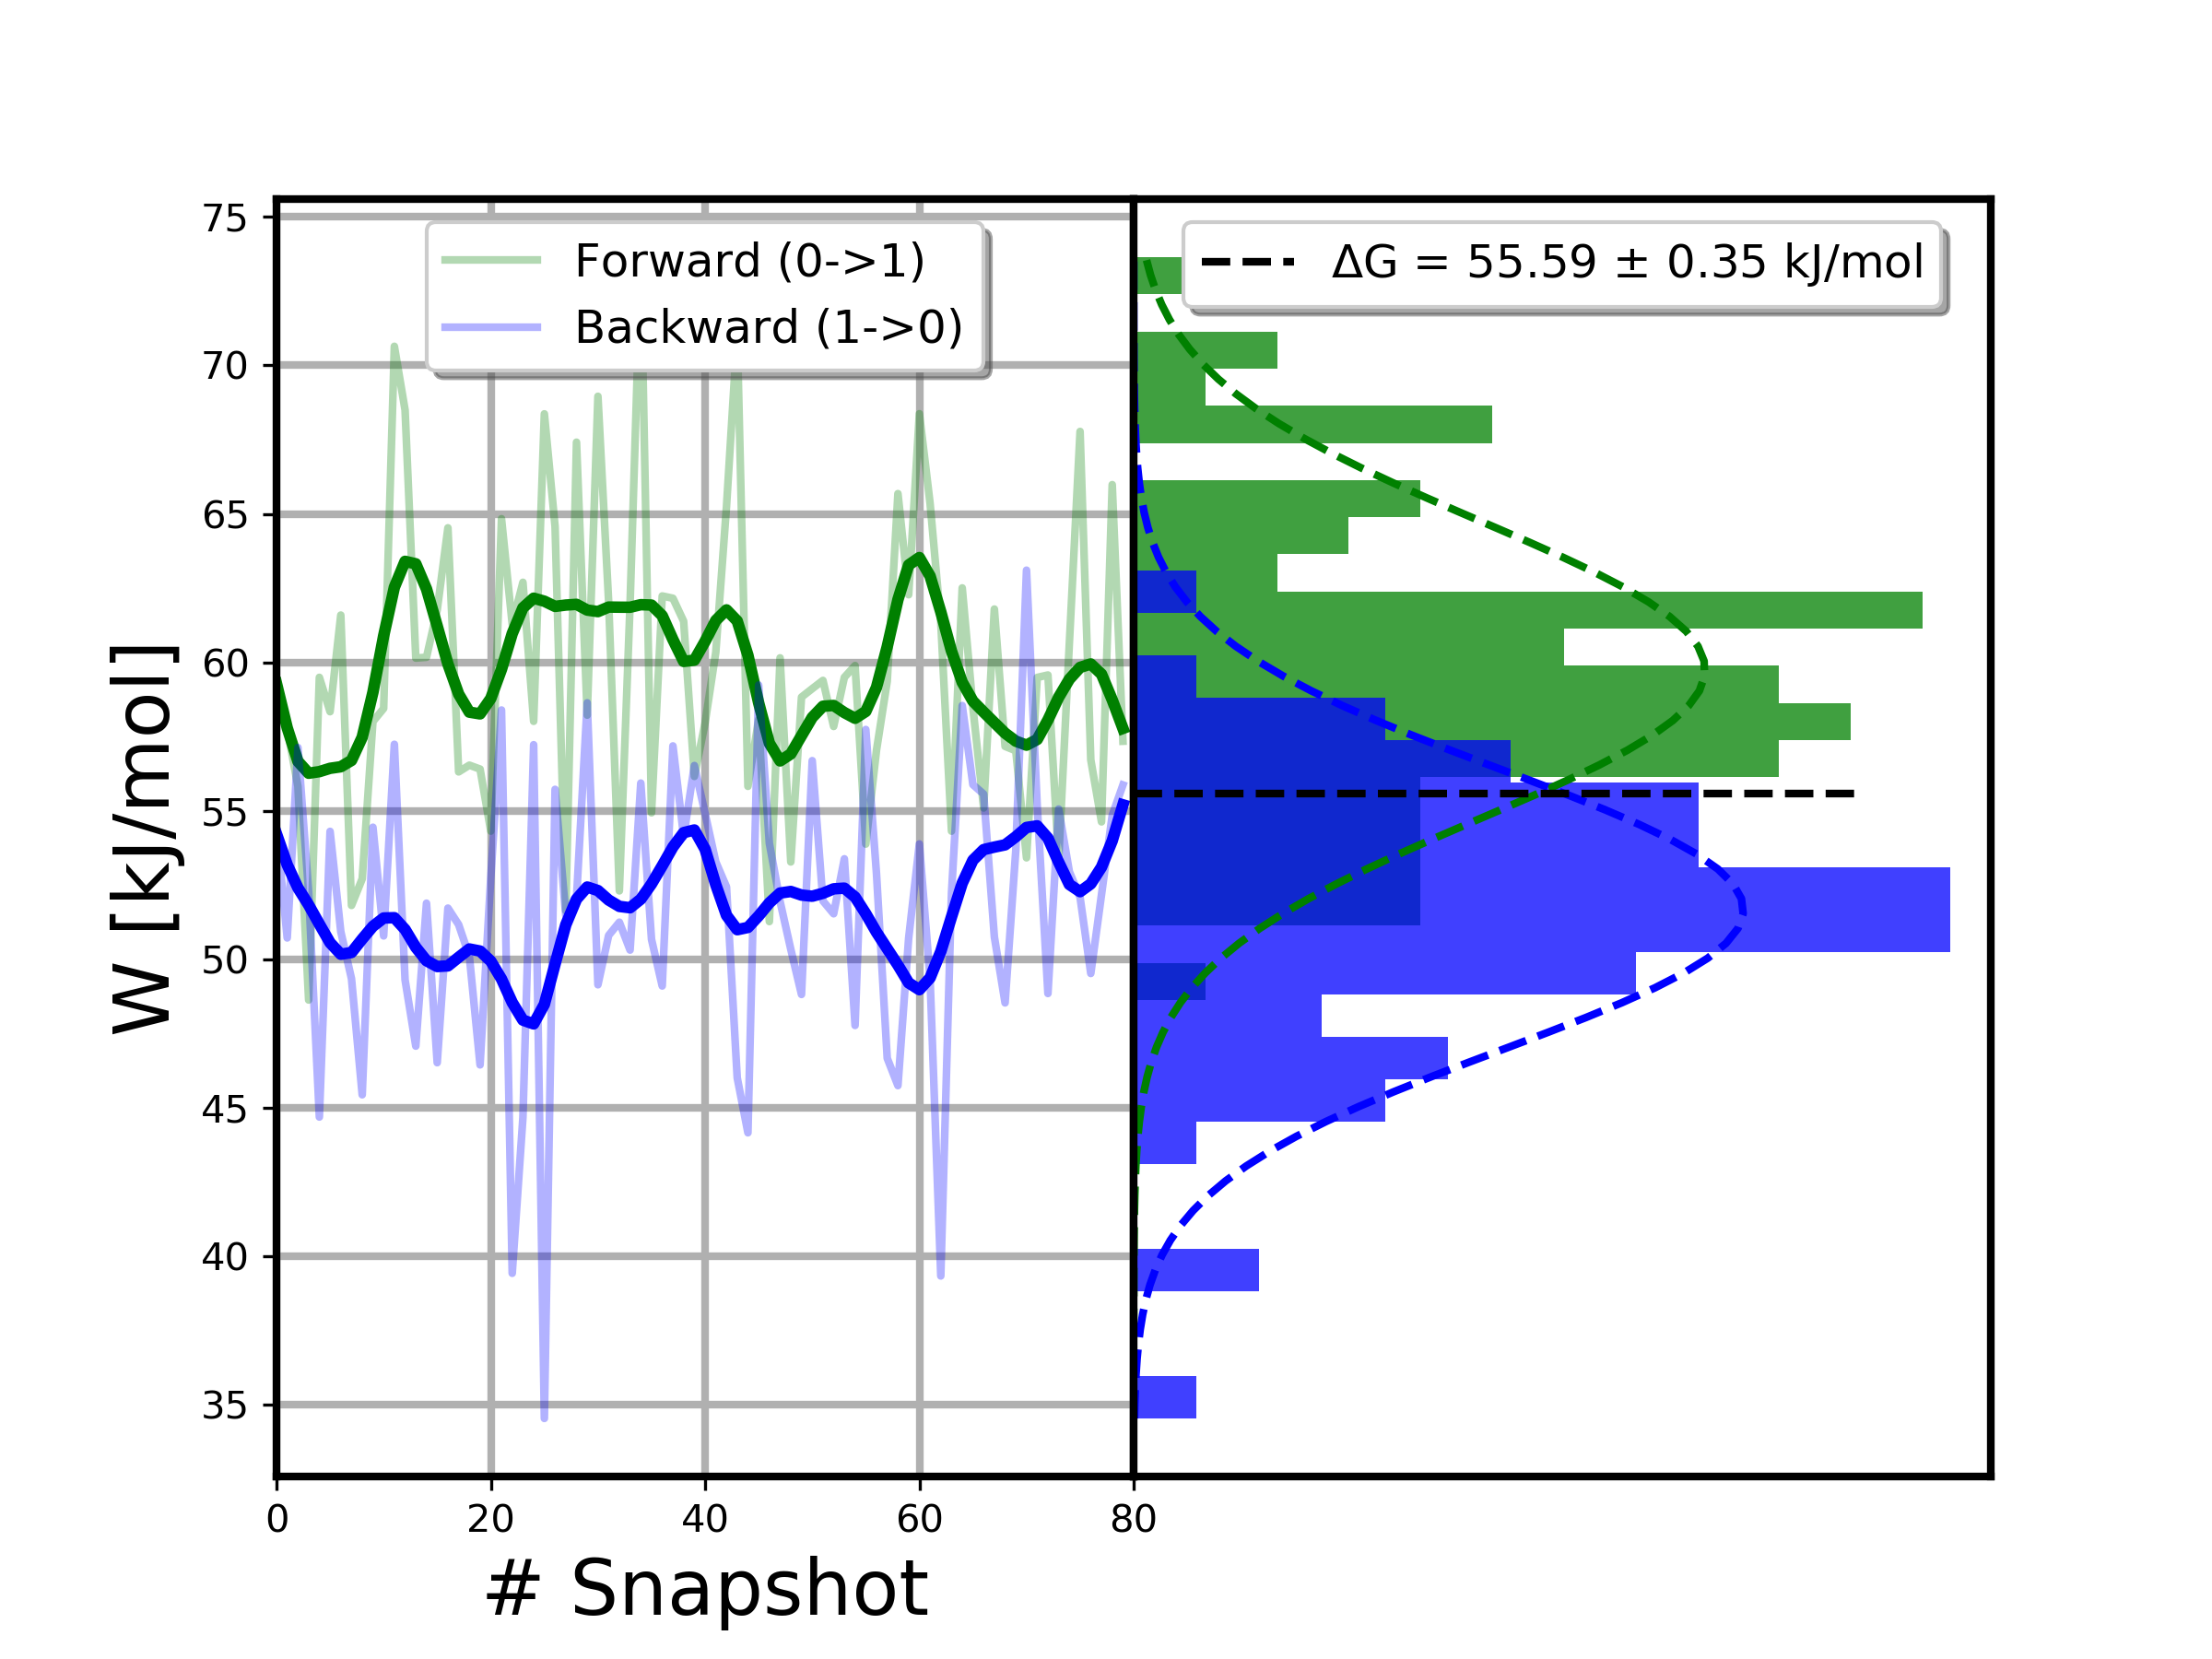 Forward (0->1)
Backward (1->0)
ΔG = 55.59 ± 0.35 kJ/mol
W [kJ/mol]
75
70
65
60
55
50
45
40
35
0 20 40 60 80
# Snapshot